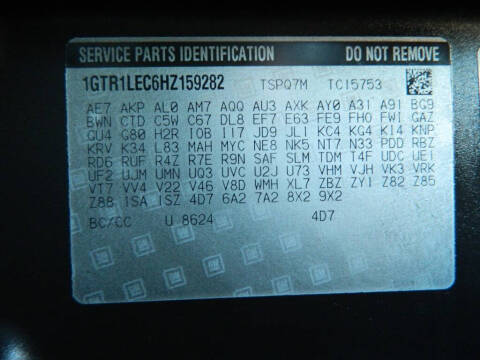 SERVICE PARTS IDENTIFICATION DO NOT REMOVE
1GTR1LEC6HZ159282 TSPQ7M TC15753
AE7 AKP AL0 AM7 AQQ AU3 AXK AY0 A31 A91 BG9
BWN CTD C5W C67 DL8 EF7 E63 FE9 FHO FWI GAZ
GU4 G80 H2R IOB II7 JD9 JL1 KC4 KG4 K14 KNP
KRV K34 L83 MAH MYC NE8 NK5 NT7 N33 PDD RBZ
RD6 RUF R4Z R7E R9N SAF SLM TDM T4F UDC UE1
UF2 UJM UMN UQ3 UVC U2J U73 VHM VJH VK3 VRK
VT7 VV4 V22 V46 V8D WMH XL7 ZBZ ZY1 Z82 Z85
Z88 1SA 1SZ 4D7 6A2 7A2 8X2 9X2
BC/CC U 8624 4D7